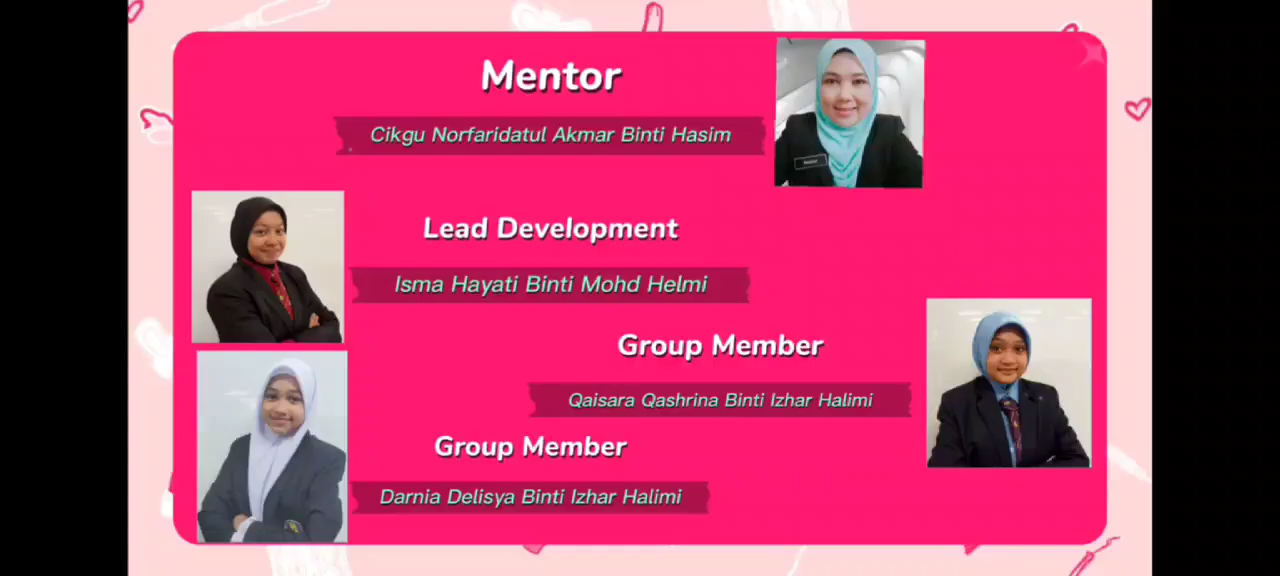 Mentor
Cikgu Norfaridatul Akmar Binti Hasim
Lead Development
Isma Hayati Binti Mohd Helmi
Group Member
Qaisara Qashrina Binti Izhar Halimi
Group Member
Darnia Delisya Binti Izhar Halimi